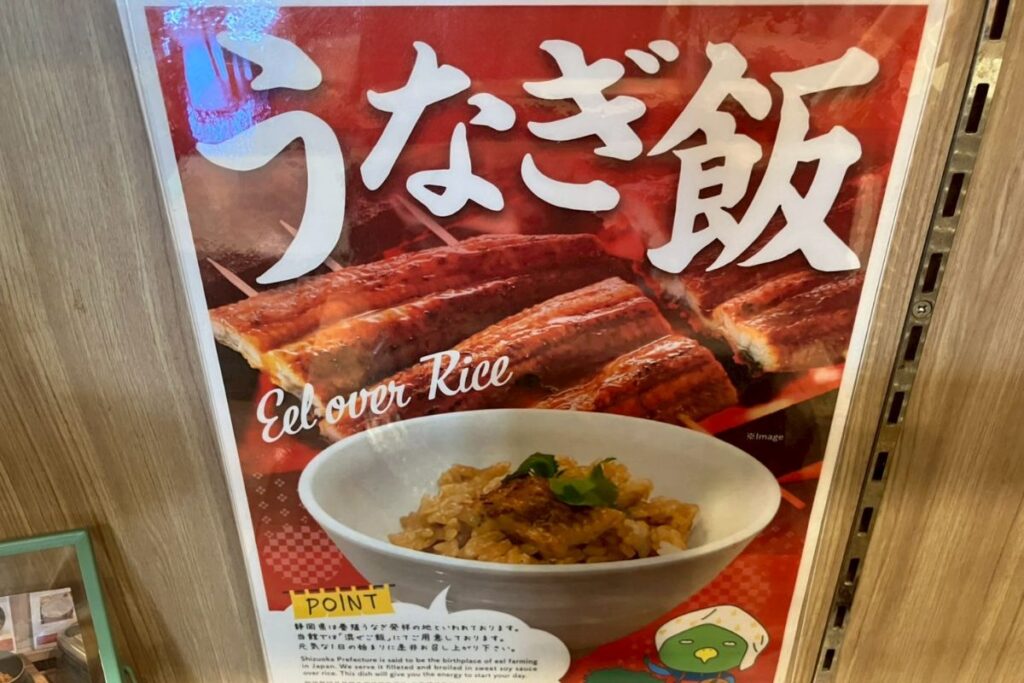 うなぎ飯
Eel over Rice
※Image
POINT
静岡県は養殖うなぎ発祥の地といわれております。
当館では「混ぜご飯」にてご用意しております。
元気な1日の始まりに是非お召し上がり下さい。
Shizuoka Prefecture is said to be the birthplace of eel farming
in Japan. We serve it filleted and broiled in sweet soy sauce
over rice. This dish will give you the energy to start your day.